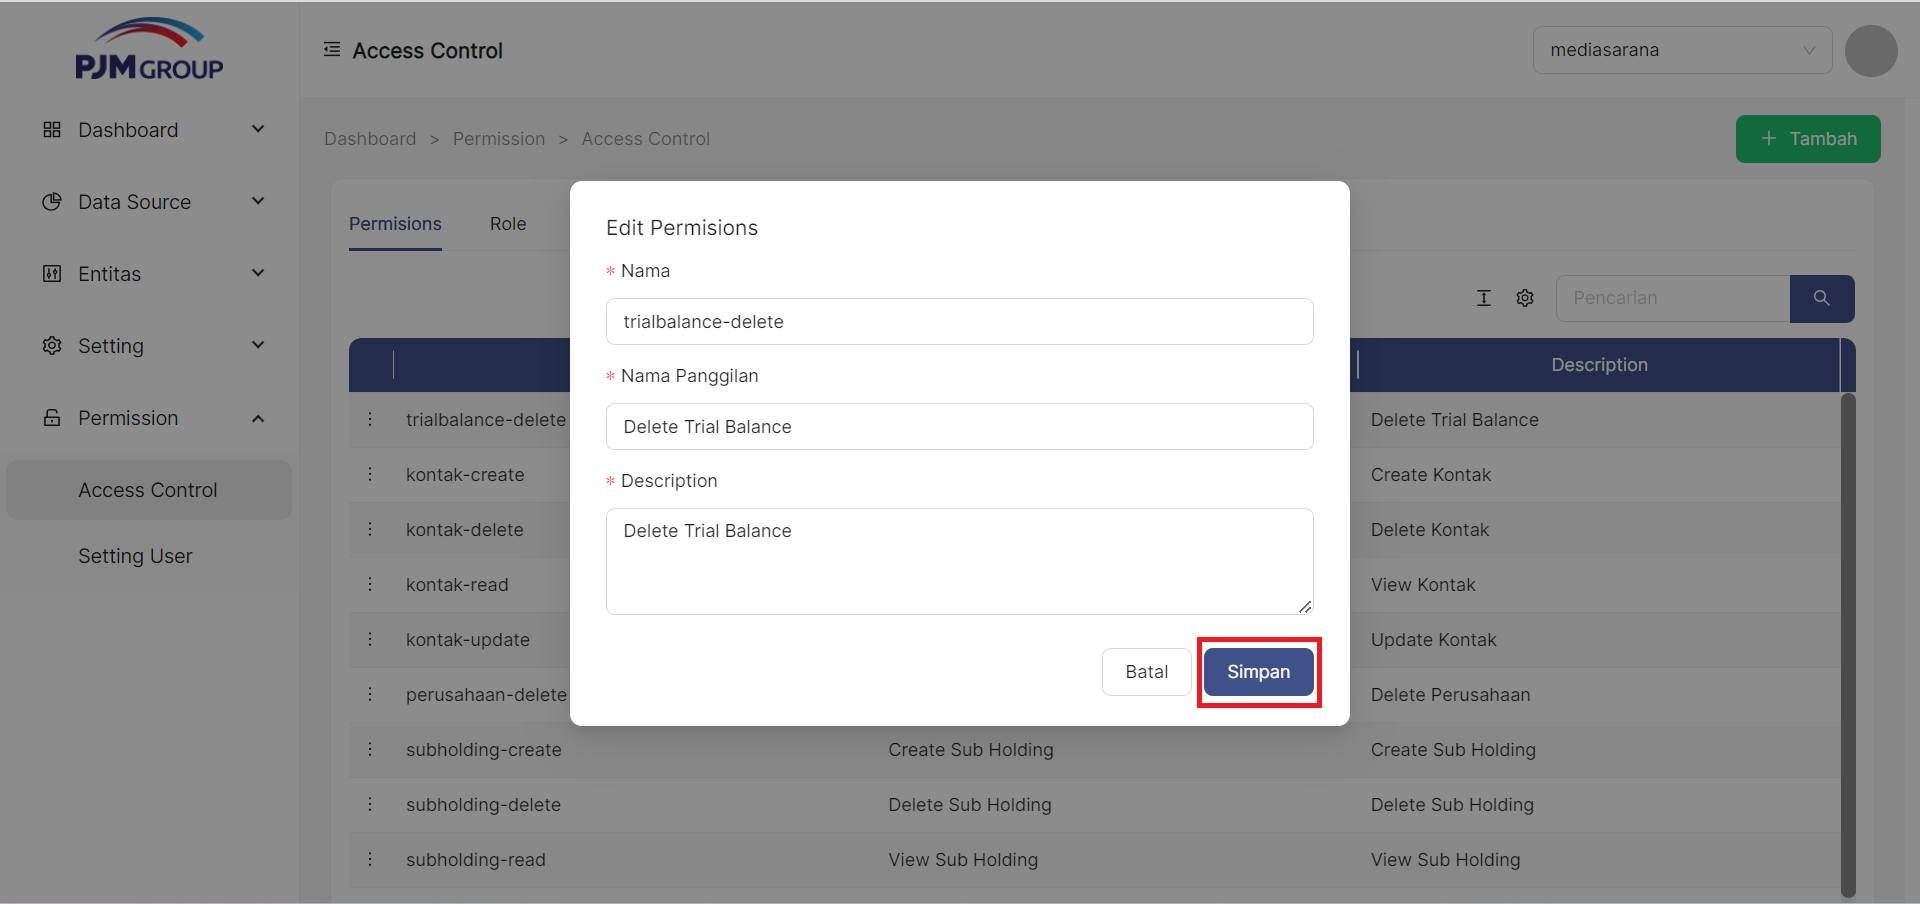 PJM GROUP
Access Control
mediasarana
Dashboard
Data Source
Entitas
Setting
Permission
Access Control
Setting User
Dashboard > Permission > Access Control
+ Tambah
Permisions
Role
Pencarian
Description
trialbalance-delete
Delete Trial Balance
kontak-create
Create Kontak
kontak-delete
Delete Kontak
kontak-read
View Kontak
kontak-update
Update Kontak
perusahaan-delete
Delete Perusahaan
subholding-create
Create Sub Holding
Create Sub Holding
subholding-delete
Delete Sub Holding
Delete Sub Holding
subholding-read
View Sub Holding
View Sub Holding
Edit Permisions
* Nama
trialbalance-delete
* Nama Panggilan
Delete Trial Balance
* Description
Delete Trial Balance
Batal
Simpan